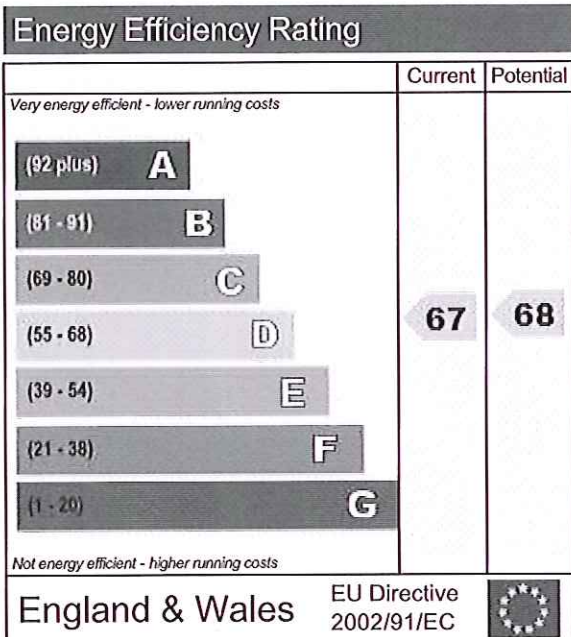 Energy Efficiency Rating
Current Potential
Very energy efficient - lower running costs
(92 plus) A
(81 - 91) B
(69 - 80) C
(55 - 68) D
67 68
(39 - 54) E
(21 - 38) F
(1 - 20) G
Not energy efficient - higher running costs
England & Wales
EU Directive
2002/91/EC